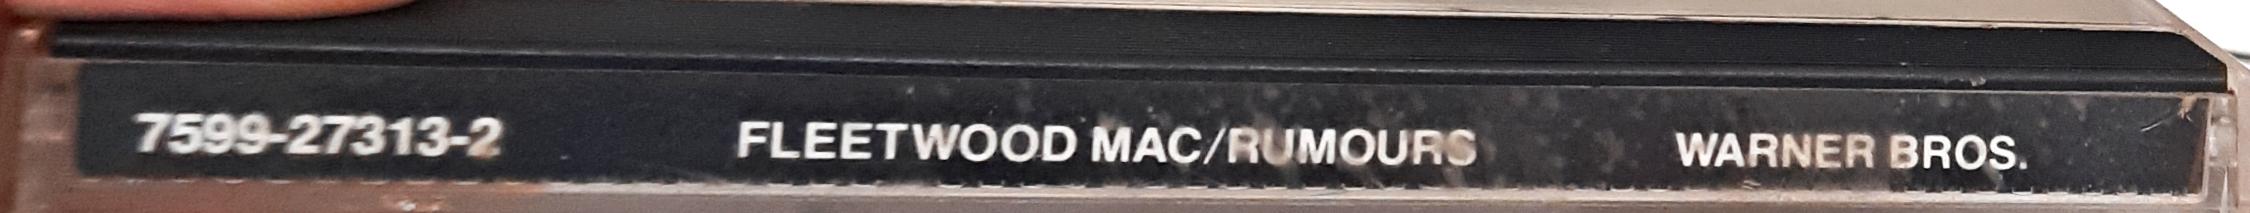 7599-27313-2 FLEETWOOD MAC/RUMOURS WARNER BROS.